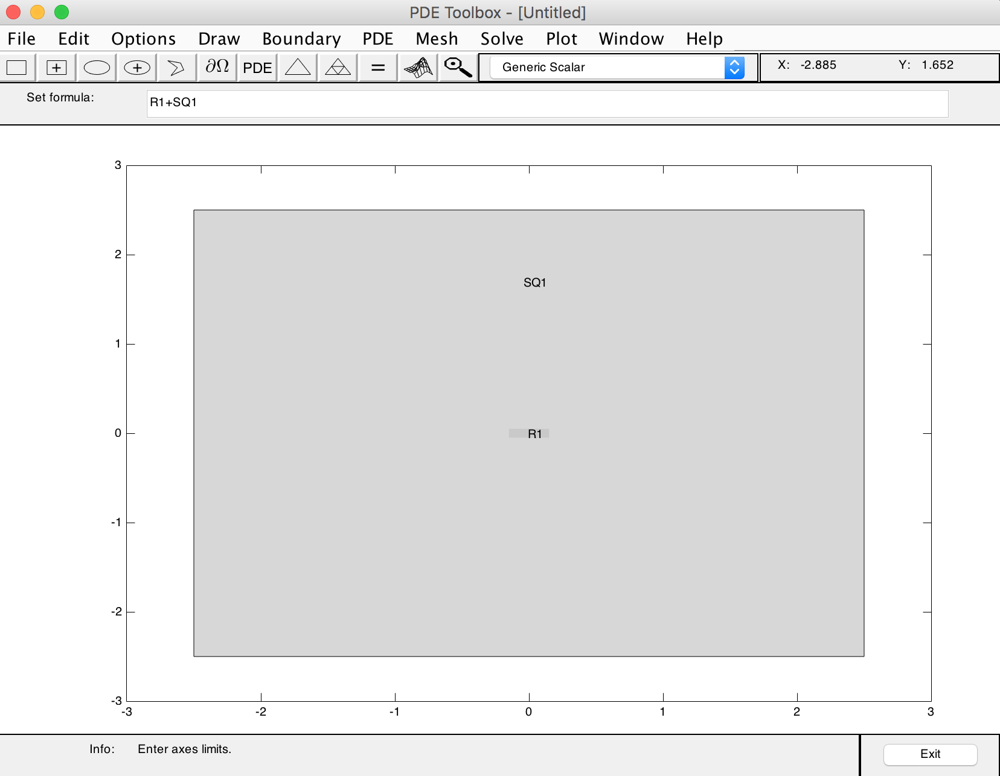 PDE Toolbox - [Untitled]
File Edit Options Draw Boundary PDE Mesh Solve Plot Window Help
∂Ω PDE = Generic Scalar X: -2.885 Y: 1.652
Set formula: R1+SQ1
3
2
SQ1
1
0
R1
-1
-2
-3
-3 -2 -1 0 1 2 3
Info: Enter axes limits.
Exit